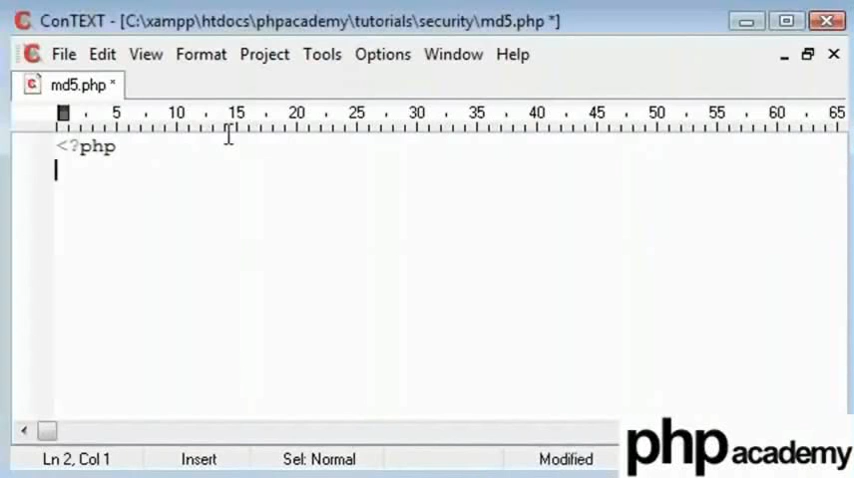 ConTEXT - [C:\xampp\htdocs\phpacademy\tutorials\security\md5.php *]
File Edit View Format Project Tools Options Window Help
md5.php *
5 10 15 20 25 30 35 40 45 50 55 60 65
<?php
Ln 2, Col 1 Insert Sel: Normal Modified
php academy